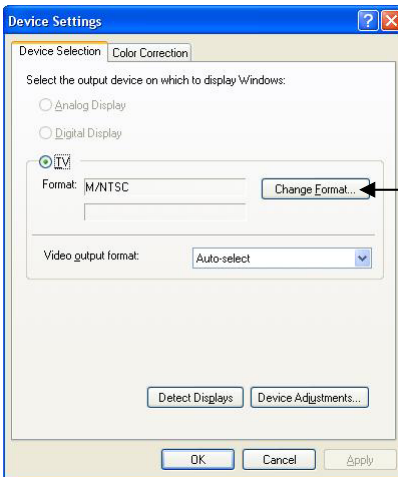 Device Settings
Device Selection Color Correction
Select the output device on which to display Windows:
Analog Display
Digital Display
TV
Format: M/NTSC Change Format...
Video output format: Auto-select
Detect Displays Device Adjustments...
OK Cancel Apply